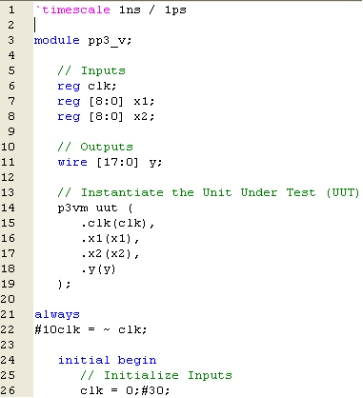 1 `timescale 1ns / 1ps
2
3 module pp3_v;
4
5 // Inputs
6 reg clk;
7 reg [8:0] x1;
8 reg [8:0] x2;
9
10 // Outputs
11 wire [17:0] y;
12
13 // Instantiate the Unit Under Test (UUT)
14 p3vm uut (
15 .clk(clk),
16 .x1(x1),
17 .x2(x2),
18 .y(y)
19 );
20
21 always
22 #10clk = ~ clk;
23
24 initial begin
25 // Initialize Inputs
26 clk = 0;#30;